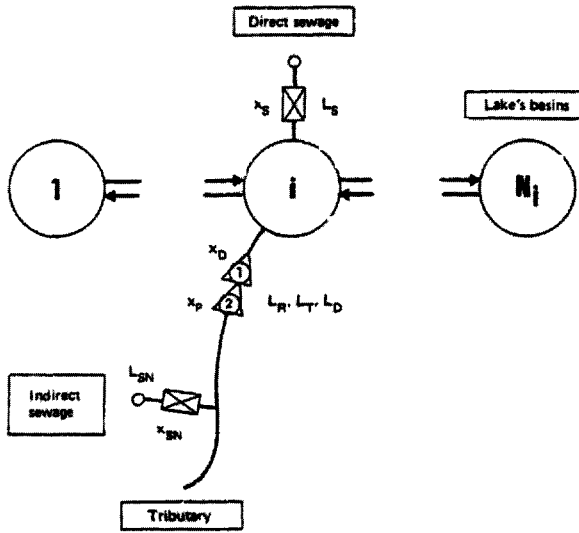 Direct sewage
x_S L_S
Lake's basins
1
i
N_i
x_D
1
x_P
2
L_R, L_T, L_D
L_SN
Indirect
sewage
x_SN
Tributary